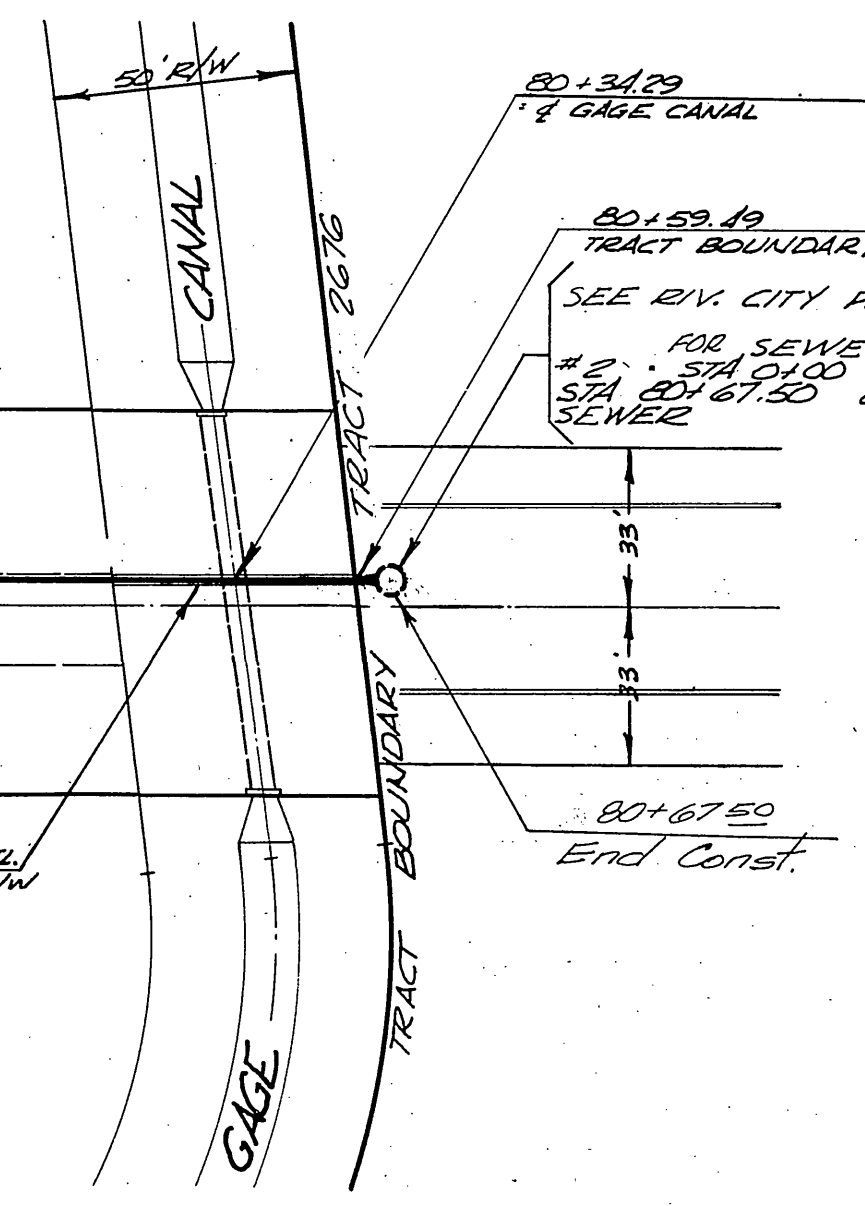 50' R/W
80+34.29
= ℄ GAGE CANAL
CANAL
TRACT 2676
80+59.49
TRACT BOUNDAR
SEE RIV. CITY
FOR SEWE
#2 STA 0+00
STA 80+67.50
SEWER
33'
33'
TRACT BOUNDARY
80+67.50
End Const.
/W
GAGE